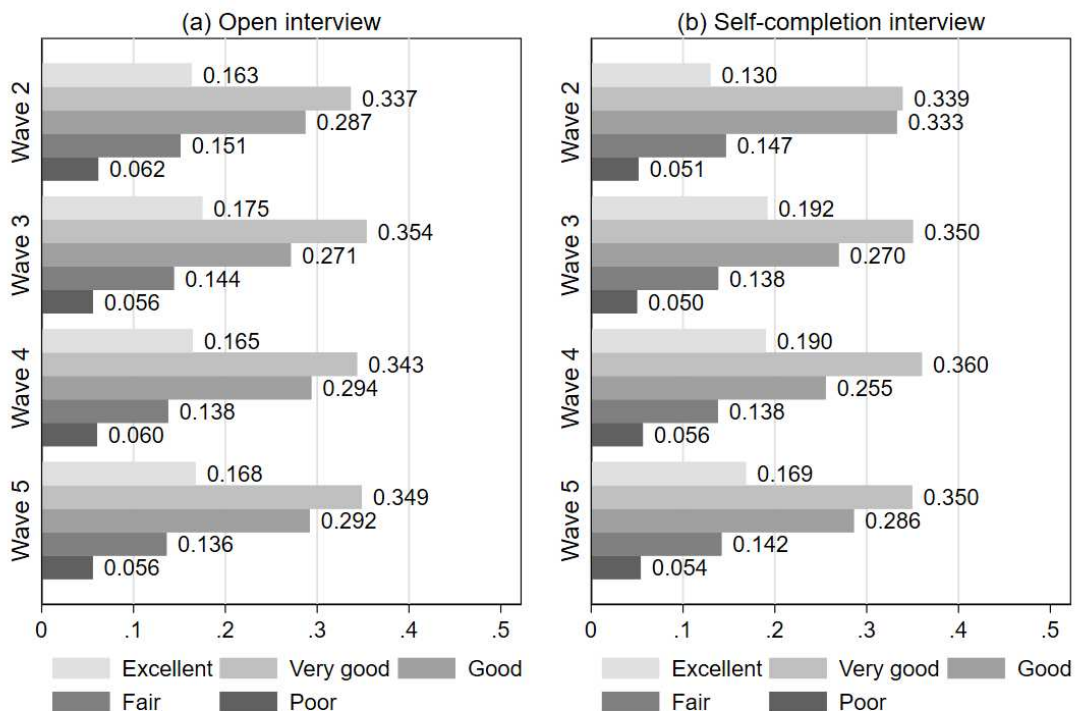 (a) Open interview
Wave 2
0.163
0.337
0.287
0.151
0.062
Wave 3
0.175
0.354
0.271
0.144
0.056
Wave 4
0.165
0.343
0.294
0.138
0.060
Wave 5
0.168
0.349
0.292
0.136
0.056
0 .1 .2 .3 .4 .5
Excellent Very good Good
Fair Poor
(b) Self-completion interview
Wave 2
0.130
0.339
0.333
0.147
0.051
Wave 3
0.192
0.350
0.270
0.138
0.050
Wave 4
0.190
0.360
0.255
0.138
0.056
Wave 5
0.169
0.350
0.286
0.142
0.054
0 .1 .2 .3 .4 .5
Excellent Very good Good
Fair Poor